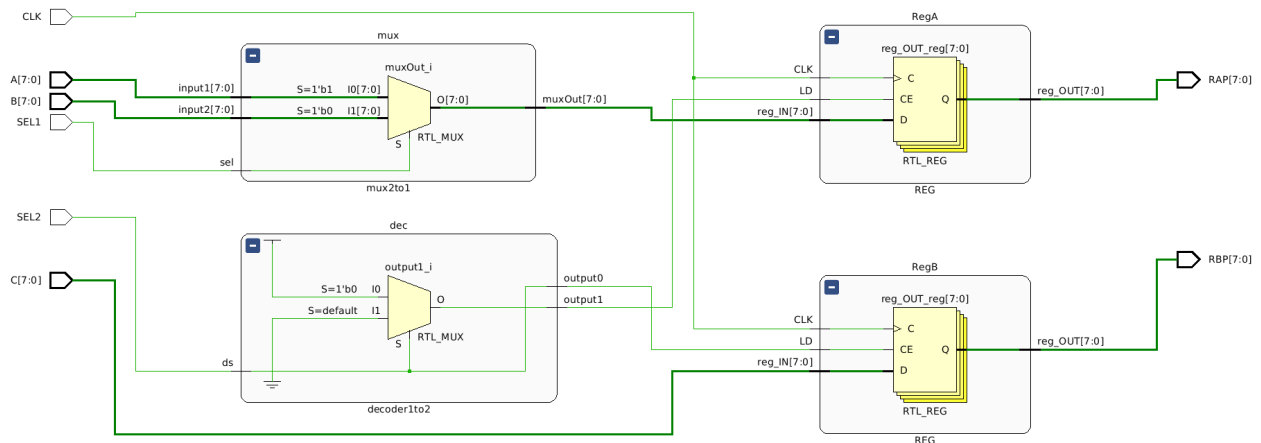 CLK
A[7:0]
B[7:0]
SEL1
SEL2
C[7:0]
mux
muxOut_i
input1[7:0]
S=1'b1 I0[7:0]
O[7:0]
muxOut[7:0]
input2[7:0]
S=1'b0 I1[7:0]
S
RTL_MUX
sel
mux2to1
dec
output1_i
S=1'b0 I0
O
S=default I1
S
RTL_MUX
output0
output1
ds
decoder1to2
RegA
reg_OUT_reg[7:0]
CLK
C
LD
CE
Q
reg_OUT[7:0]
reg_IN[7:0]
D
RTL_REG
REG
RAP[7:0]
RegB
reg_OUT_reg[7:0]
CLK
C
LD
CE
Q
reg_OUT[7:0]
reg_IN[7:0]
D
RTL_REG
REG
RBP[7:0]